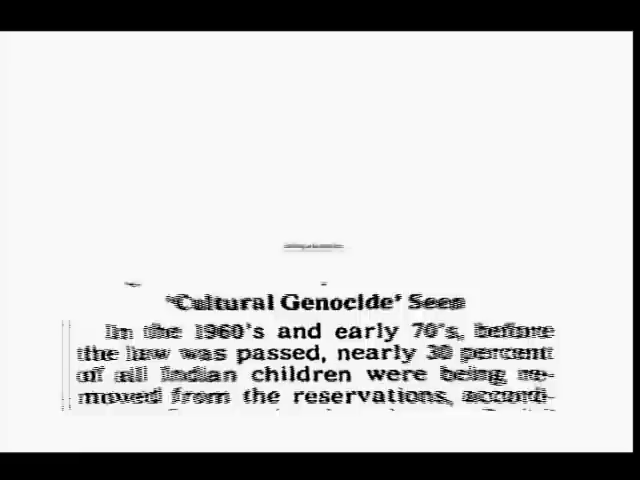 'Cultural Genocide' Seen
In the 1960's and early 70's, before
the law was passed, nearly 30 percent
of all Indian children were being re-
moved from the reservations, accord-